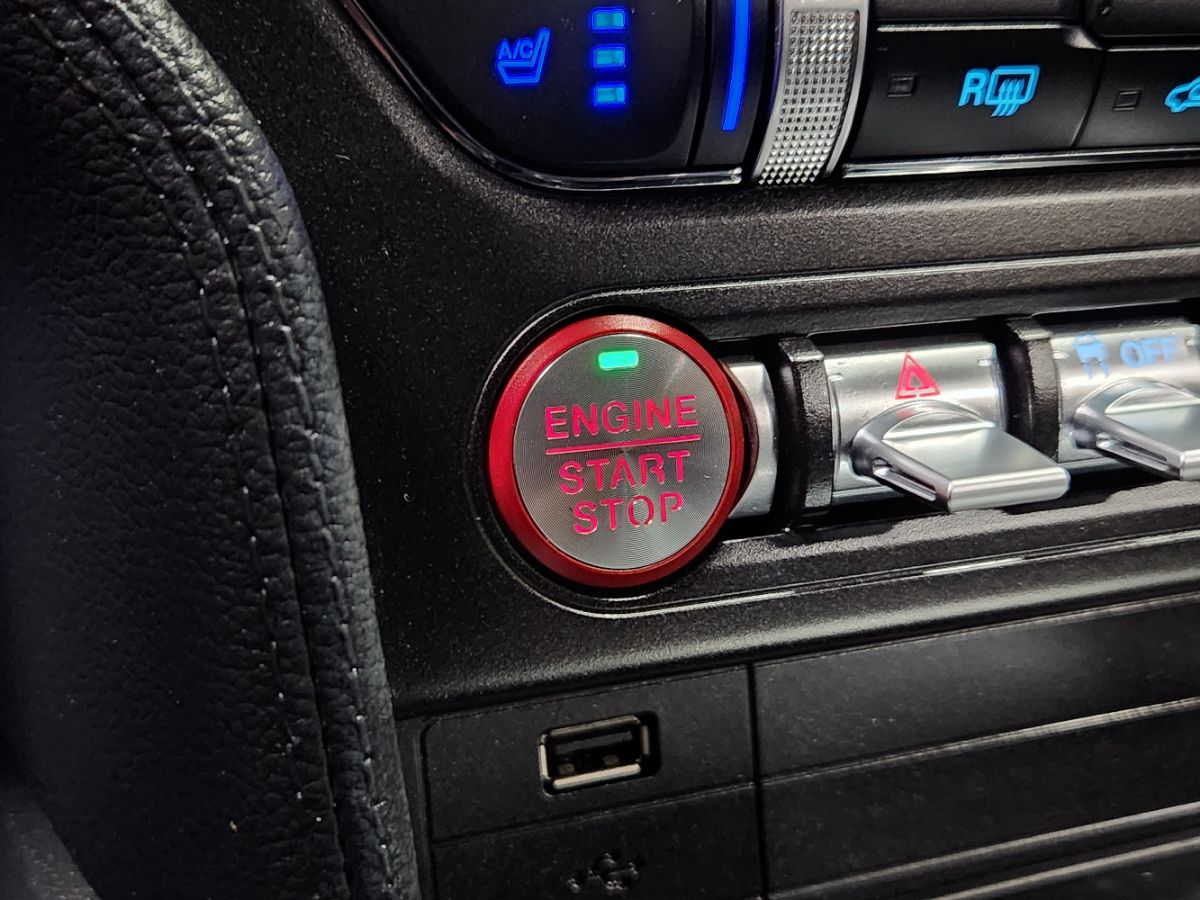 A/C
R
ENGINE
START
STOP
OFF